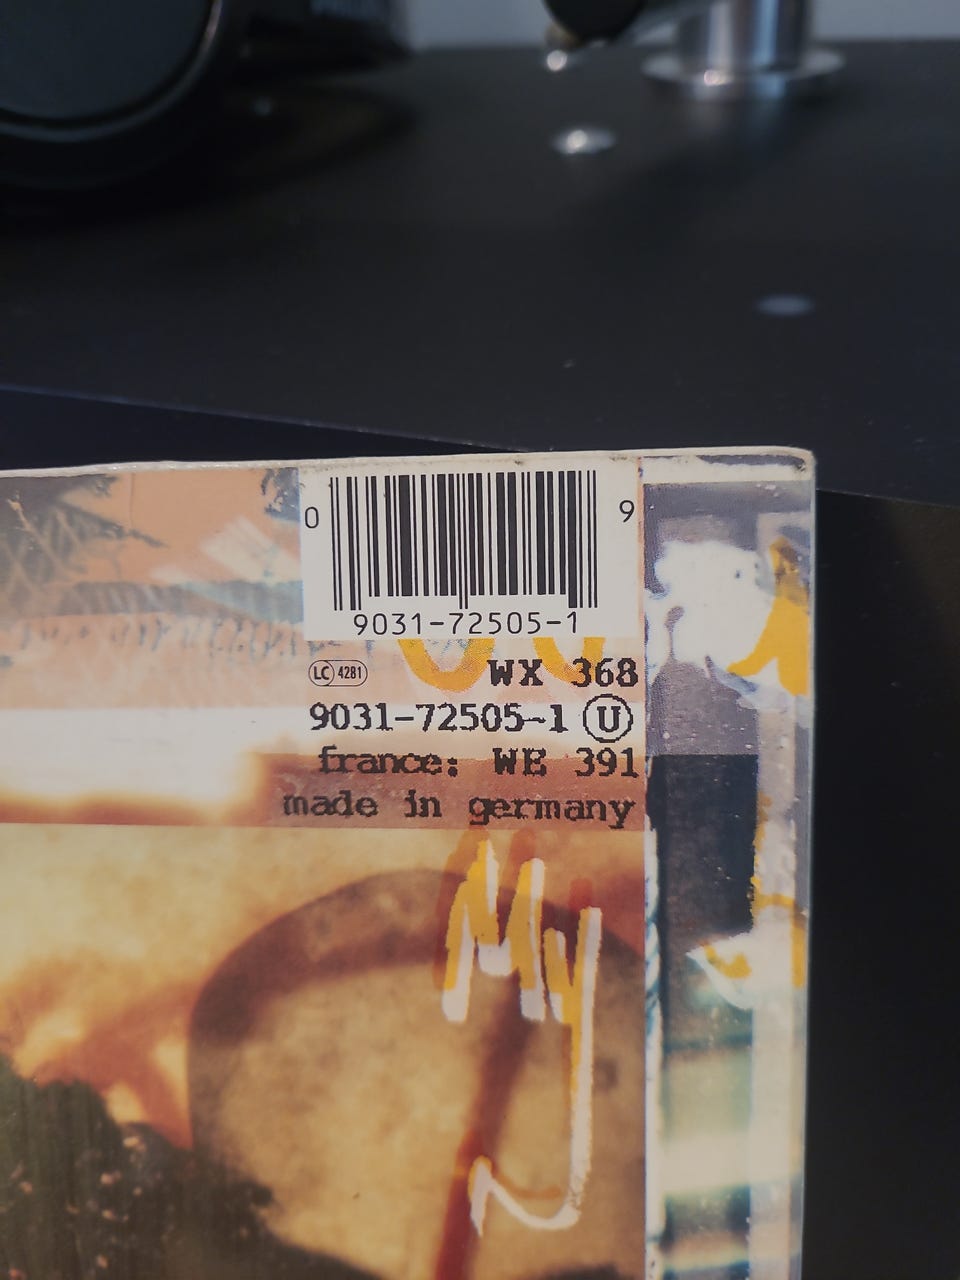 0 9
9031-72505-1
LC 4281 WX 368
9031-72505-1 U
france: WE 391
made in germany
My